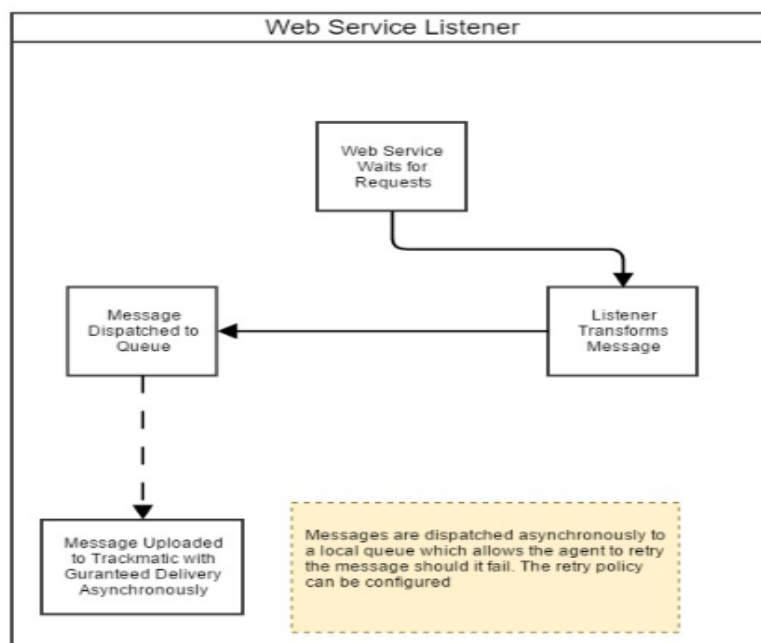 Web Service Listener
Web Service
Waits for
Requests
Message
Dispatched to
Queue
Listener
Transforms
Message
Message Uploaded
to Trackmatic with
Guranteed Delivery
Asynchronously
Messages are dispatched asynchronously to
a local queue which allows the agent to retry
the message should it fail. The retry policy
can be configured